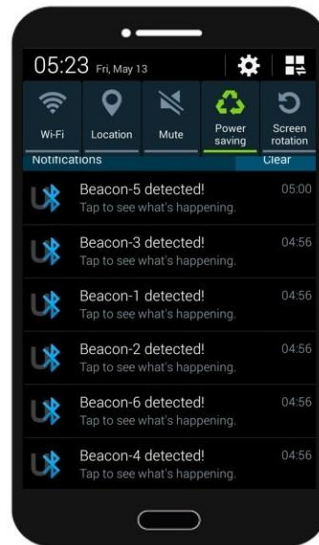 05:23 Fri, May 13
Wi-Fi Location Mute Power saving Screen rotation
Notifications Clear
Beacon-5 detected! 05:00
Tap to see what's happening.
Beacon-3 detected! 04:56
Tap to see what's happening.
Beacon-1 detected! 04:56
Tap to see what's happening.
Beacon-2 detected! 04:56
Tap to see what's happening.
Beacon-6 detected! 04:56
Tap to see what's happening.
Beacon-4 detected! 04:56
Tap to see what's happening.